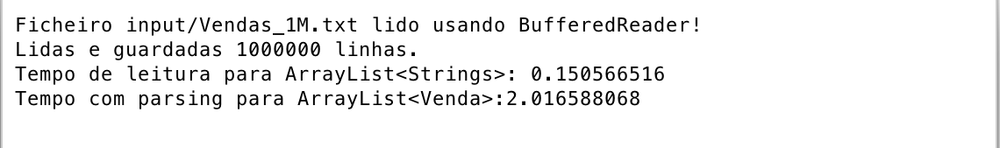 Ficheiro input/Vendas_1M.txt lido usando BufferedReader!
Lidas e guardadas 1000000 linhas.
Tempo de leitura para ArrayList<Strings>: 0.150566516
Tempo com parsing para ArrayList<Venda>:2.016588068